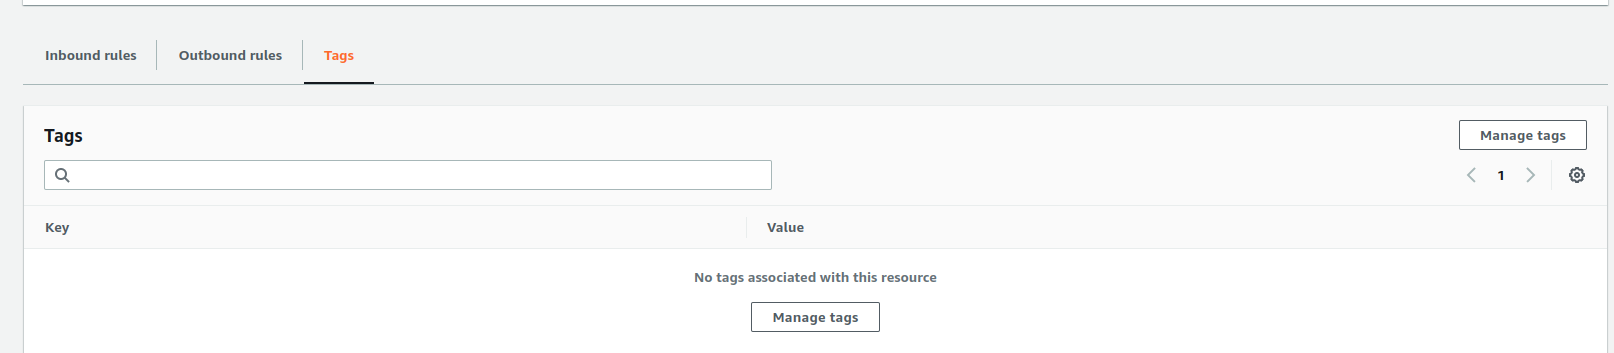 Inbound rules
Outbound rules
Tags
Tags
Manage tags
1
Key
Value
No tags associated with this resource
Manage tags